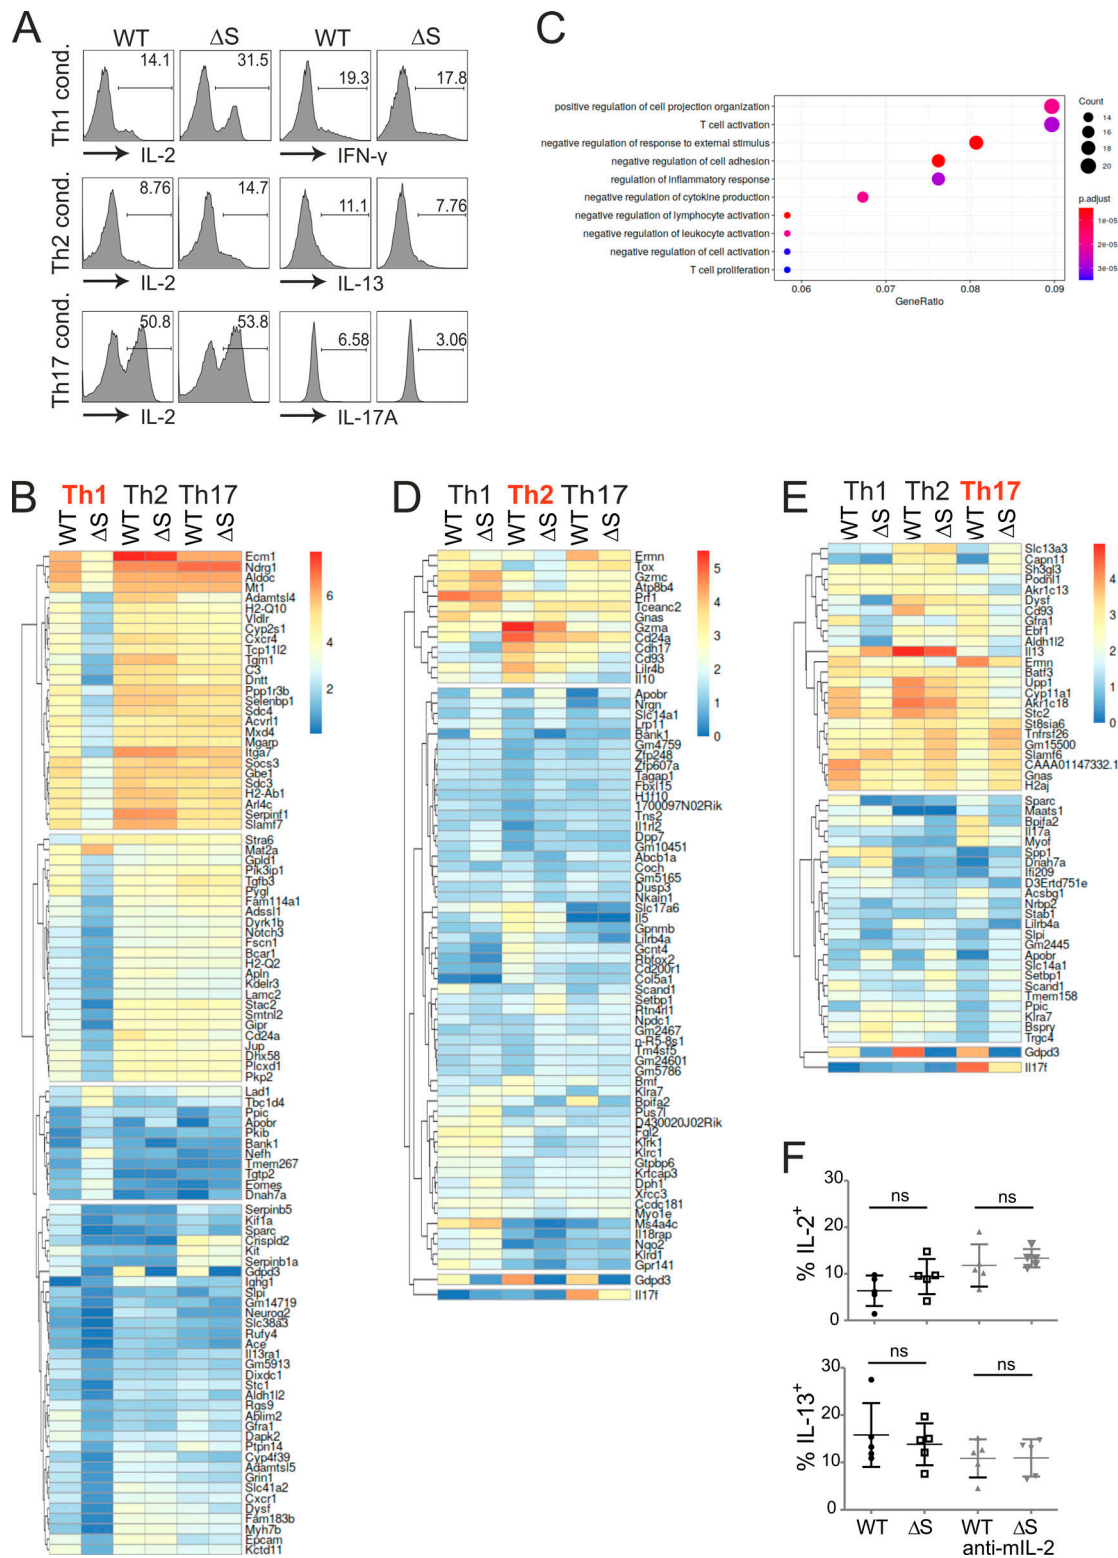 A
WT
ΔS
WT
ΔS
Th1 cond.
14.1
31.5
19.3
17.8
IL-2
IFN-γ
Th2 cond.
8.76
14.7
11.1
7.76
IL-2
IL-13
Th17 cond.
50.8
53.8
6.58
3.06
IL-2
IL-17A
C
positive regulation of cell projection organization
T cell activation
negative regulation of response to external stimulus
negative regulation of cell adhesion
regulation of inflammatory response
negative regulation of cytokine production
negative regulation of lymphocyte activation
negative regulation of leukocyte activation
negative regulation of cell activation
T cell proliferation
0.06
0.07
0.08
0.09
GeneRatio
Count
14
16
18
20
p.adjust
1e-05
2e-05
3e-05
B
Th1
Th2
Th17
WT
ΔS
WT
ΔS
WT
ΔS
Ecm1
Ndrg1
Aldoc
Mt1
Adamtsl4
H2-Q10
Vldlr
Cyp2s1
Cxcr4
Tcp11l2
Tgm1
C3
Dntt
Ppp1r3b
Selenbp1
Sdc4
Acvrl1
Mxd4
Mgarp
Itga7
Socs3
Gbe1
Sdc3
H2-Ab1
Arl4c
Serpinf1
Slamf7
Stra6
Mat2a
Gpld1
Pik3ip1
Tgfb3
Pygl
Fam114a1
Adssl1
Dyrk1b
Notch3
Fscn1
Bcar1
H2-Q2
Apln
Kdelr3
Lamc2
Stac2
Smtnl2
Gipr
Cd24a
Jup
Dhx58
Plcxd1
Pkp2
Lad1
Tbc1d4
Ppic
Apobr
Pkib
Bank1
Nefh
Tmem267
Tgtp2
Eomes
Dnah7a
Serpinb5
Kif1a
Sparc
Crispld2
Kit
Serpinb1a
Gdpd3
Ighg1
Slpi
Gm14719
Neurog2
Slc38a3
Rufy4
Ace
Il13ra1
Gm5913
Dixdc1
Stc1
Aldh1l2
Rgs9
Ablim2
Gfra1
Dapk2
Ptpn14
Cyp4f39
Adamtsl5
Grin1
Slc41a2
Cxcr1
Dysf
Fam183b
Myh7b
Epcam
Kctd11
6
4
2
D
Th1
Th2
Th17
WT
ΔS
WT
ΔS
WT
ΔS
Ermn
Tox
Gzmc
Atp8b4
Prf1
Tceanc2
Gnas
Gzma
Cd24a
Cdh17
Cd93
Lilr4b
Il10
Apobr
Nrgn
Slc14a1
Lrp11
Bank1
Gm4759
Zfp248
Zfp607a
Tagap1
Fbxl15
H1f10
1700097N02Rik
Tns2
Il1rl2
Dpp7
Gm10451
Abcb1a
Coch
Gm5165
Dusp3
Nkain1
Slc17a6
Il5
Gpnmb
Lilrb4a
Gcnt4
Rbfox2
Cd200r1
Col5a1
Scand1
Setbp1
Rtn4rl1
Npdc1
Gm2467
n-R5-8s1
Tm4sf5
Gm24601
Gm5786
Bmf
Klra7
Bpifa2
Pus7l
D430020J02Rik
Fgl2
Klrk1
Klrc1
Gtpbp6
Krtcap3
Dph1
Xrcc3
Ccdc181
Myo1e
Ms4a4c
Il18rap
Nqo2
Klrd1
Gpr141
Gdpd3
Il17f
5
4
3
2
1
0
E
Th1
Th2
Th17
WT
ΔS
WT
ΔS
WT
ΔS
Slc13a3
Capn11
Sh3gl3
Podnl1
Akr1c13
Dysf
Cd93
Gfra1
Ebf1
Aldh1l2
Il13
Ermn
Batf3
Upp1
Cyp11a1
Akr1c18
Stc2
St8sia6
Tnfrsf26
Gm15500
Slamf6
CAAA01147332.1
Gnas
H2aj
Sparc
Maats1
Bpifa2
Il17a
Myof
Spp1
Dnah7a
Ifi209
D3Ertd751e
Acsbg1
Nrbp2
Stab1
Lilrb4a
Slpi
Gm2445
Apobr
Slc14a1
Setbp1
Scand1
Tmem158
Ppic
Klra7
Bspry
Trgc4
Gdpd3
Il17f
4
3
2
1
0
F
% IL-2+
30
20
10
0
ns
ns
% IL-13+
30
20
10
0
ns
ns
WT
ΔS
WT
ΔS
anti-mIL-2